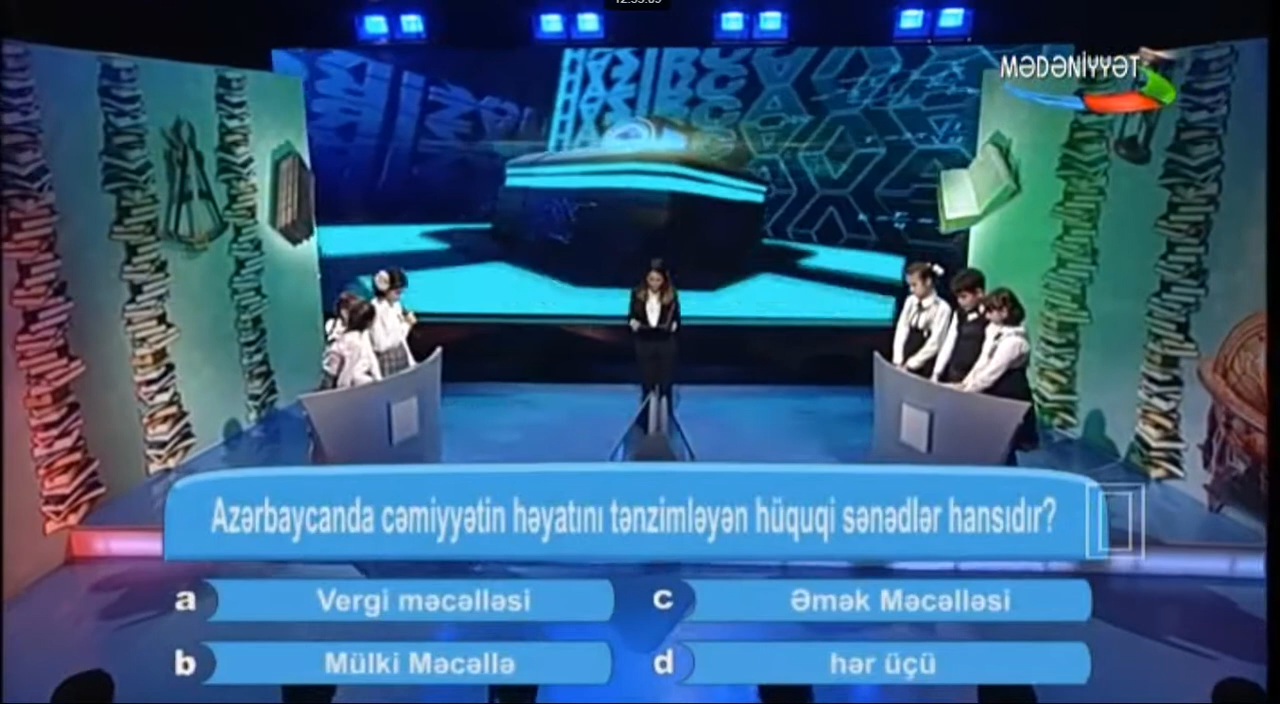 MƏDƏNİYYƏT
Azərbaycanda cəmiyyətin həyatını tənzimləyən hüquqi sənədlər hansıdır?
a Vergi məcəlləsi
c Əmək Məcəlləsi
b Mülki Məcəllə
d hər üçü